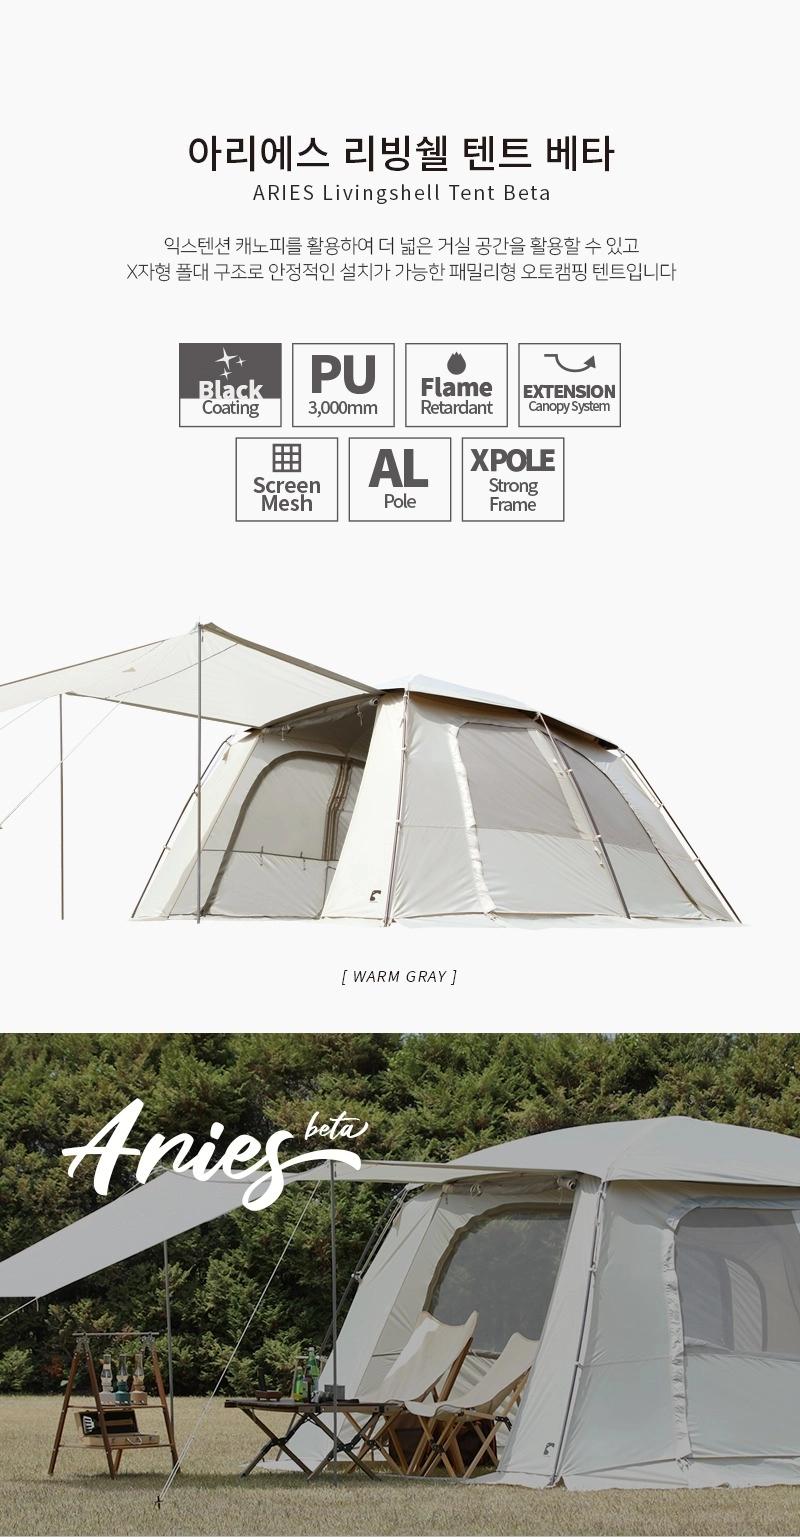 아리에스 리빙쉘 텐트 베타
ARIES Livingshell Tent Beta
익스텐션 캐노피를 활용하여 더 넓은 거실 공간을 활용할 수 있고
X자형 폴대 구조로 안정적인 설치가 가능한 패밀리형 오토캠핑 텐트입니다
Black
Coating
PU
3,000mm
Flame
Retardant
EXTENSION
Canopy System
Screen
Mesh
AL
Pole
XPOLE
Strong
Frame
[ WARM GRAY ]
Aries beta